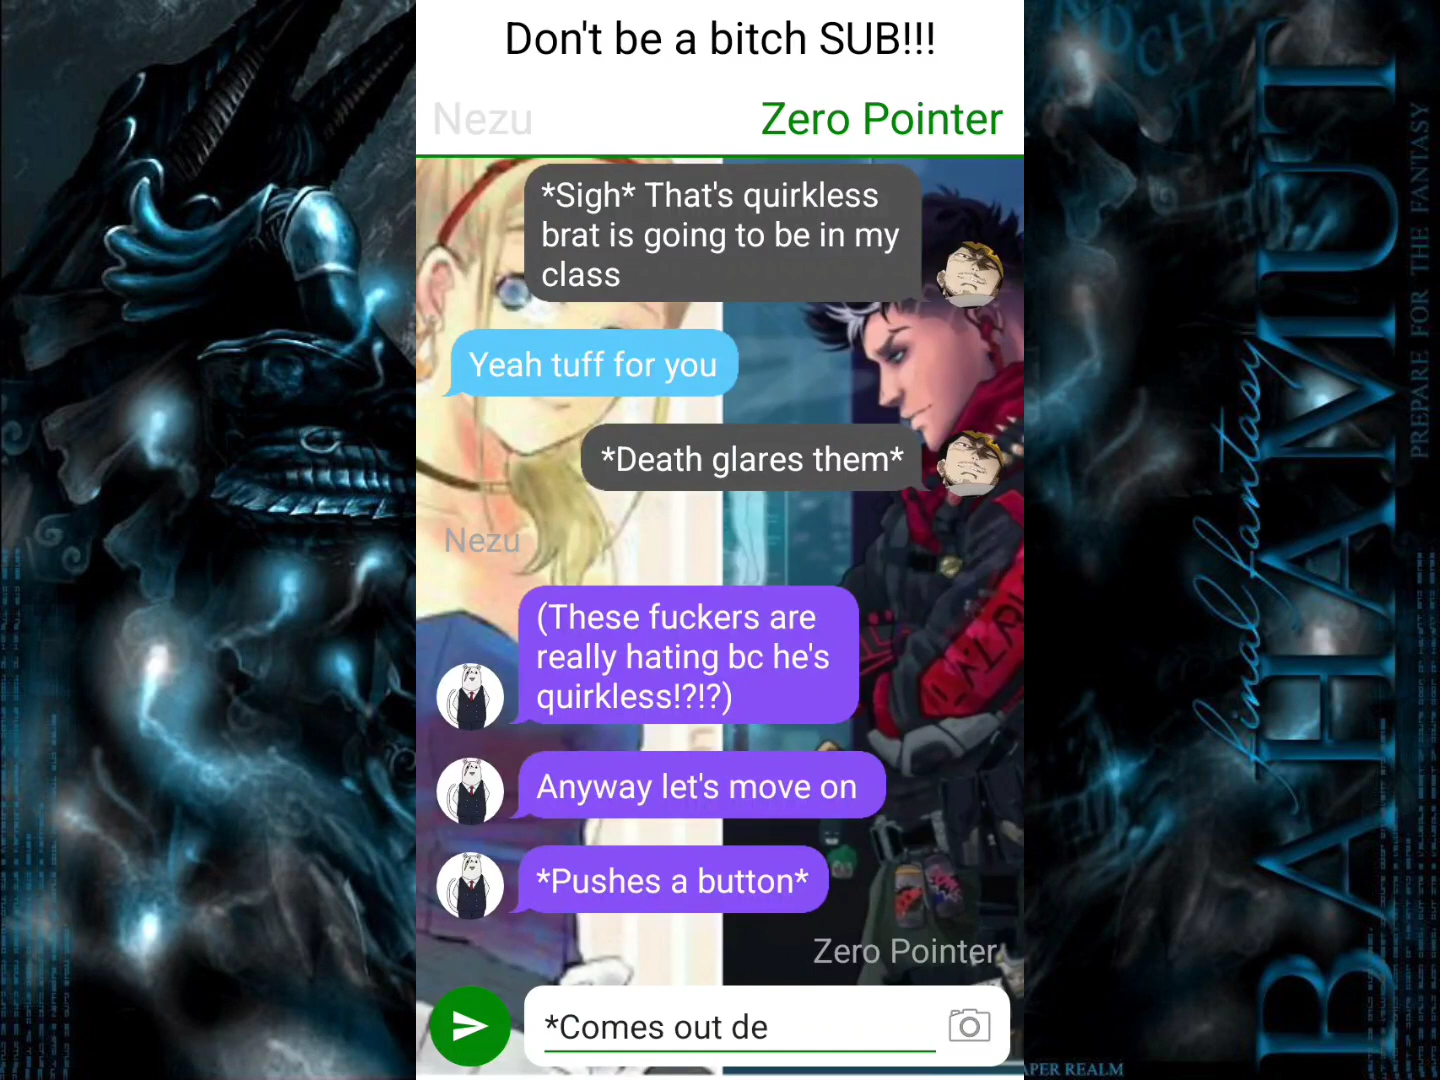 Don't be a bitch SUB!!!
Nezu
Zero Pointer
*Sigh* That's quirkless
brat is going to be in my
class
Yeah tuff for you
*Death glares them*
Nezu
(These fuckers are
really hating bc he's
quirkless!?!?)
Anyway let's move on
*Pushes a button*
Zero Pointer
*Comes out de
final fantasy
BAHAMUT
PREPARE FOR THE FANTASY
APER REALM